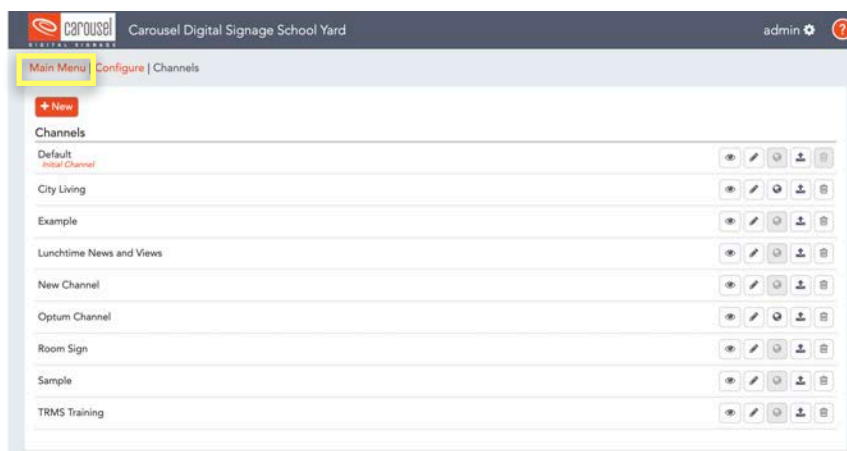 carousel
DIGITAL SIGNAGE
Carousel Digital Signage School Yard
admin
?
Main Menu | Configure | Channels
+ New
Channels
Default
Initial Channel
City Living
Example
Lunchtime News and Views
New Channel
Optum Channel
Room Sign
Sample
TRMS Training